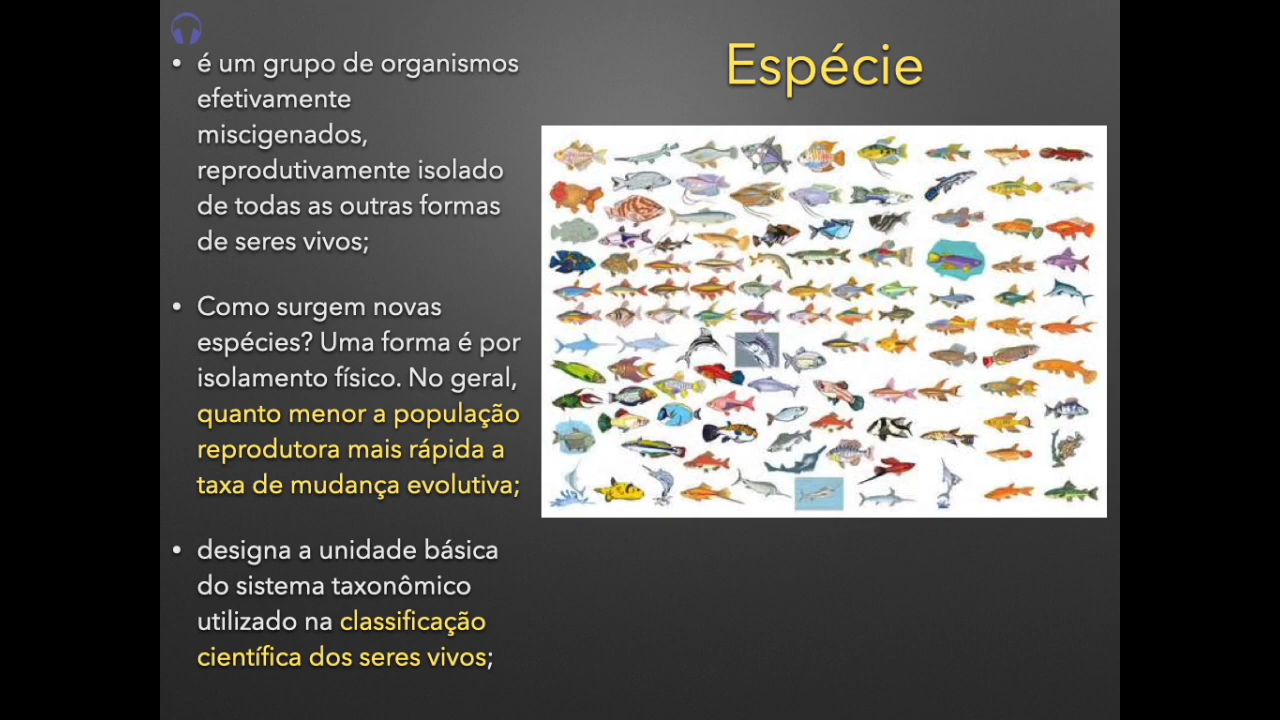 Espécie
• é um grupo de organismos
efetivamente
miscigenados,
reprodutivamente isolado
de todas as outras formas
de seres vivos;
• Como surgem novas
espécies? Uma forma é por
isolamento físico. No geral,
quanto menor a população
reprodutora mais rápida a
taxa de mudança evolutiva;
• designa a unidade básica
do sistema taxonômico
utilizado na classificação
científica dos seres vivos;